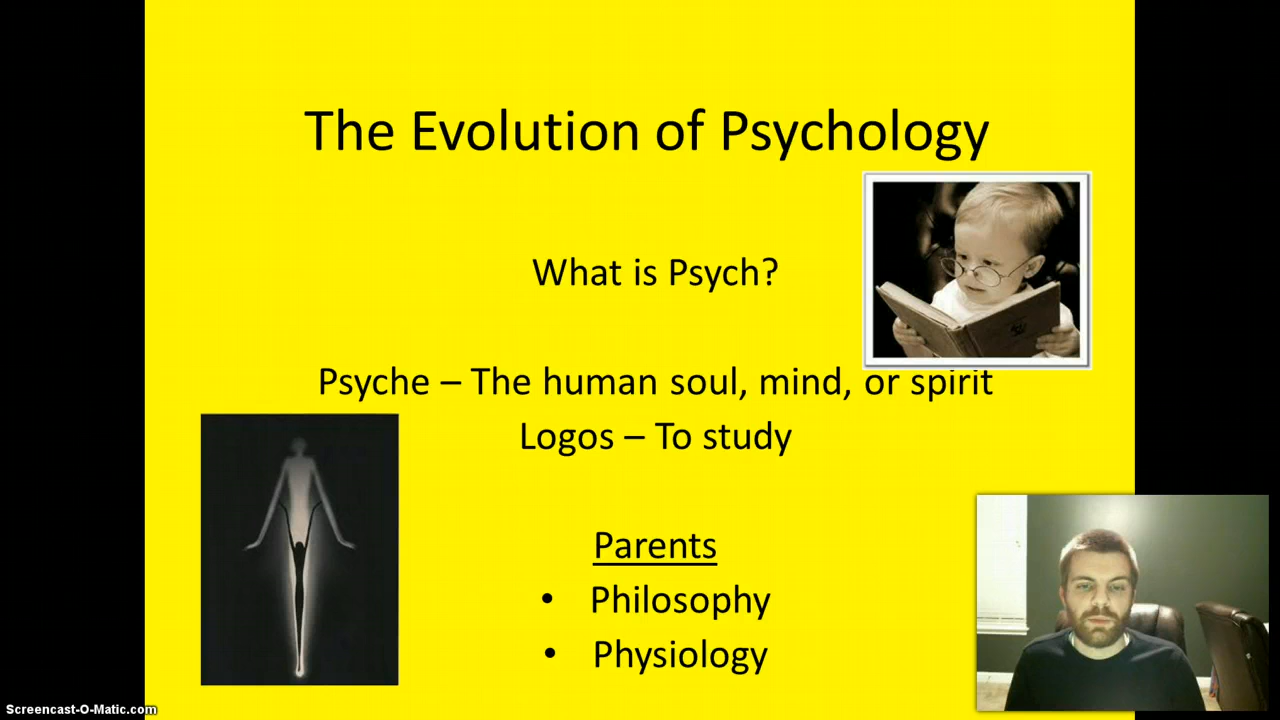 The Evolution of Psychology
What is Psych?
Psyche – The human soul, mind, or spirit
Logos – To study
Parents
• Philosophy
• Physiology
Screencast-O-Matic.com